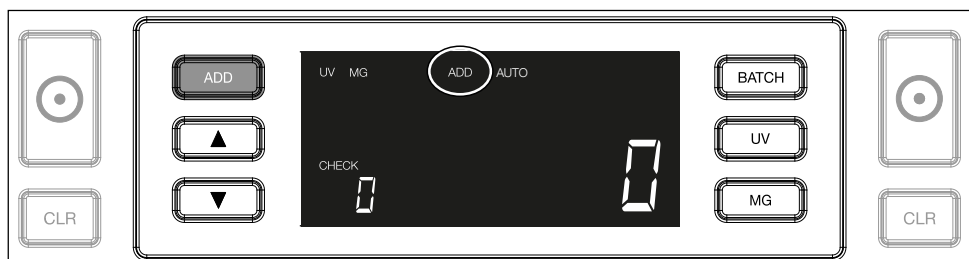 ADD
UV MG ADD AUTO
BATCH
UV
CHECK
0 0
MG
CLR
CLR